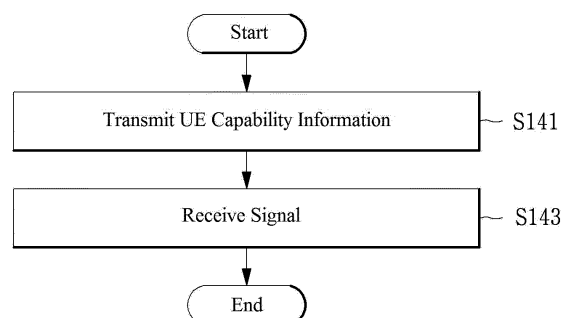 Start
Transmit UE Capability Information
S141
Receive Signal
S143
End